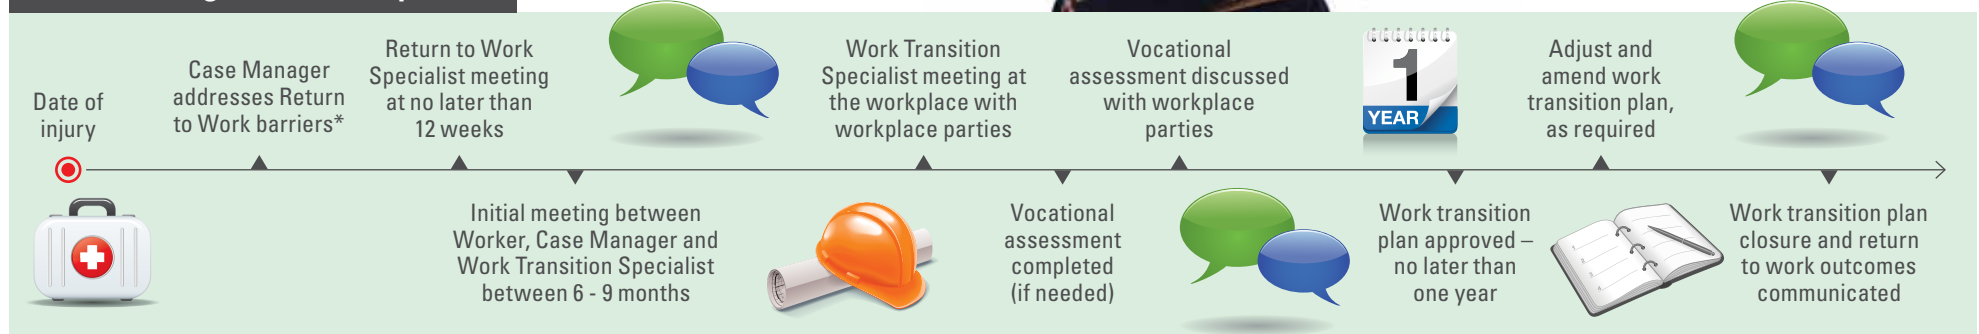 Date of
injury
Case Manager
addresses Return
to Work barriers*
Return to Work
Specialist meeting
at no later than
12 weeks
Initial meeting between
Worker, Case Manager and
Work Transition Specialist
between 6 - 9 months
Work Transition
Specialist meeting at
the workplace with
workplace parties
Vocational
assessment
completed
(if needed)
Vocational
assessment discussed
with workplace
parties
1
YEAR
Work transition
plan approved –
no later than
one year
Adjust and
amend work
transition plan,
as required
Work transition plan
closure and return
to work outcomes
communicated